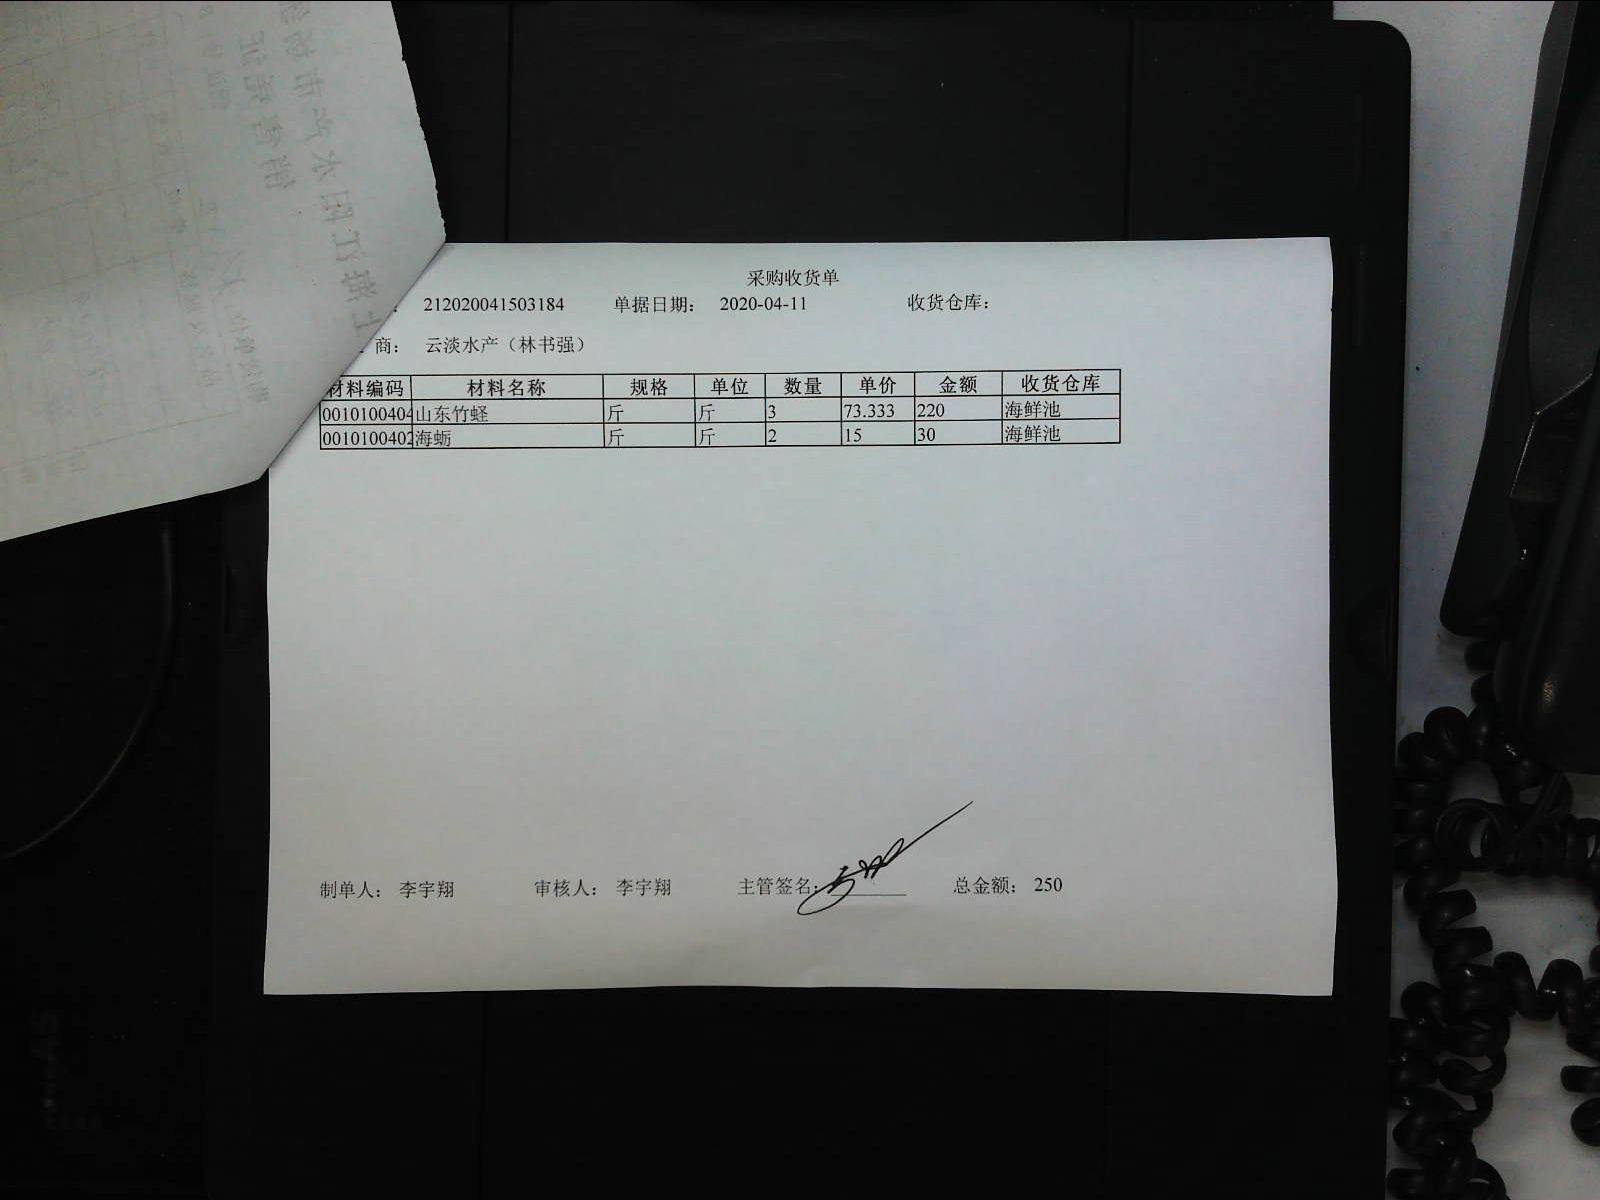 采购收货单
: 212020041503184 单据日期: 2020-04-11 收货仓库:
商: 云淡水产（林书强）
材料编码 材料名称 规格 单位 数量 单价 金额 收货仓库
0010100404 山东竹蛏 斤 斤 3 73.333 220 海鲜池
0010100402 海蛎 斤 斤 2 15 30 海鲜池
制单人: 李宇翔 审核人: 李宇翔 主管签名: 总金额: 250